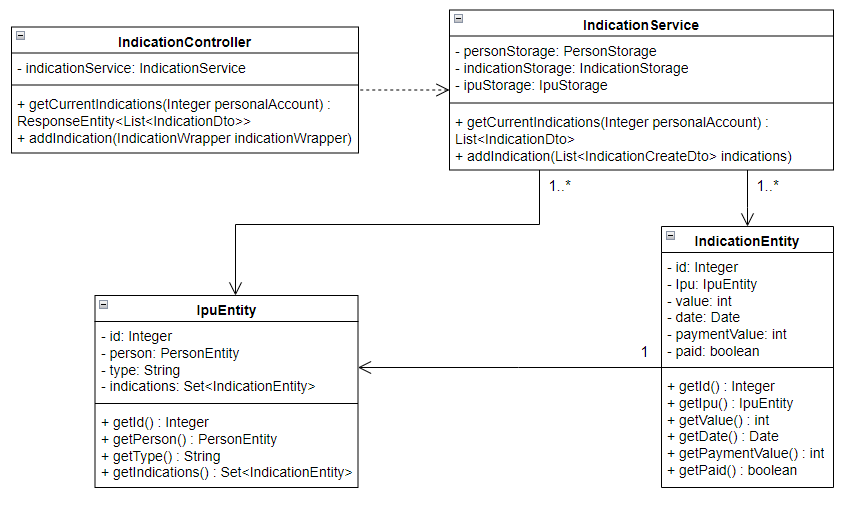 IndicationController
- indicationService: IndicationService
+ getCurrentIndications(Integer personalAccount) :
ResponseEntity<List<IndicationDto>>
+ addIndication(IndicationWrapper indicationWrapper)
IndicationService
- personStorage: PersonStorage
- indicationStorage: IndicationStorage
- ipuStorage: IpuStorage
+ getCurrentIndications(Integer personalAccount) :
List<IndicationDto>
+ addIndication(List<IndicationCreateDto> indications)
1..*
1..*
IpuEntity
- id: Integer
- person: PersonEntity
- type: String
- indications: Set<IndicationEntity>
+ getId() : Integer
+ getPerson() : PersonEntity
+ getType() : String
+ getIndications() : Set<IndicationEntity>
1
IndicationEntity
- id: Integer
- Ipu: IpuEntity
- value: int
- date: Date
- paymentValue: int
- paid: boolean
+ getId() : Integer
+ getIpu() : IpuEntity
+ getValue() : int
+ getDate() : Date
+ getPaymentValue() : int
+ getPaid() : boolean